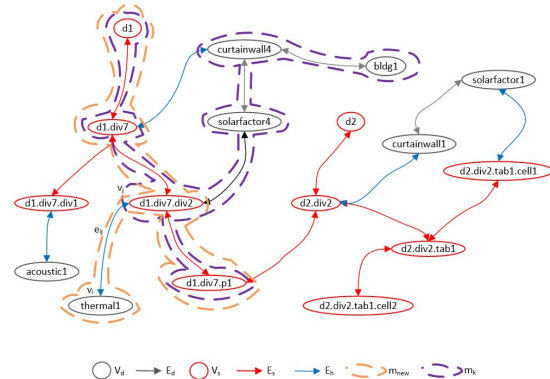 d1
curtainwall4
bldg1
solarfactor1
d1.div7
solarfactor4
d2
curtainwall1
d2.div2.tab1.cell1
vj
d1.div7.div1
d1.div7.div2
d2.div2
eij
d2.div2.tab1
acoustic1
vi
thermal1
d1.div7.p1
d2.div2.tab1.cell2
Vd Ed Vs Es Eh mnew mk